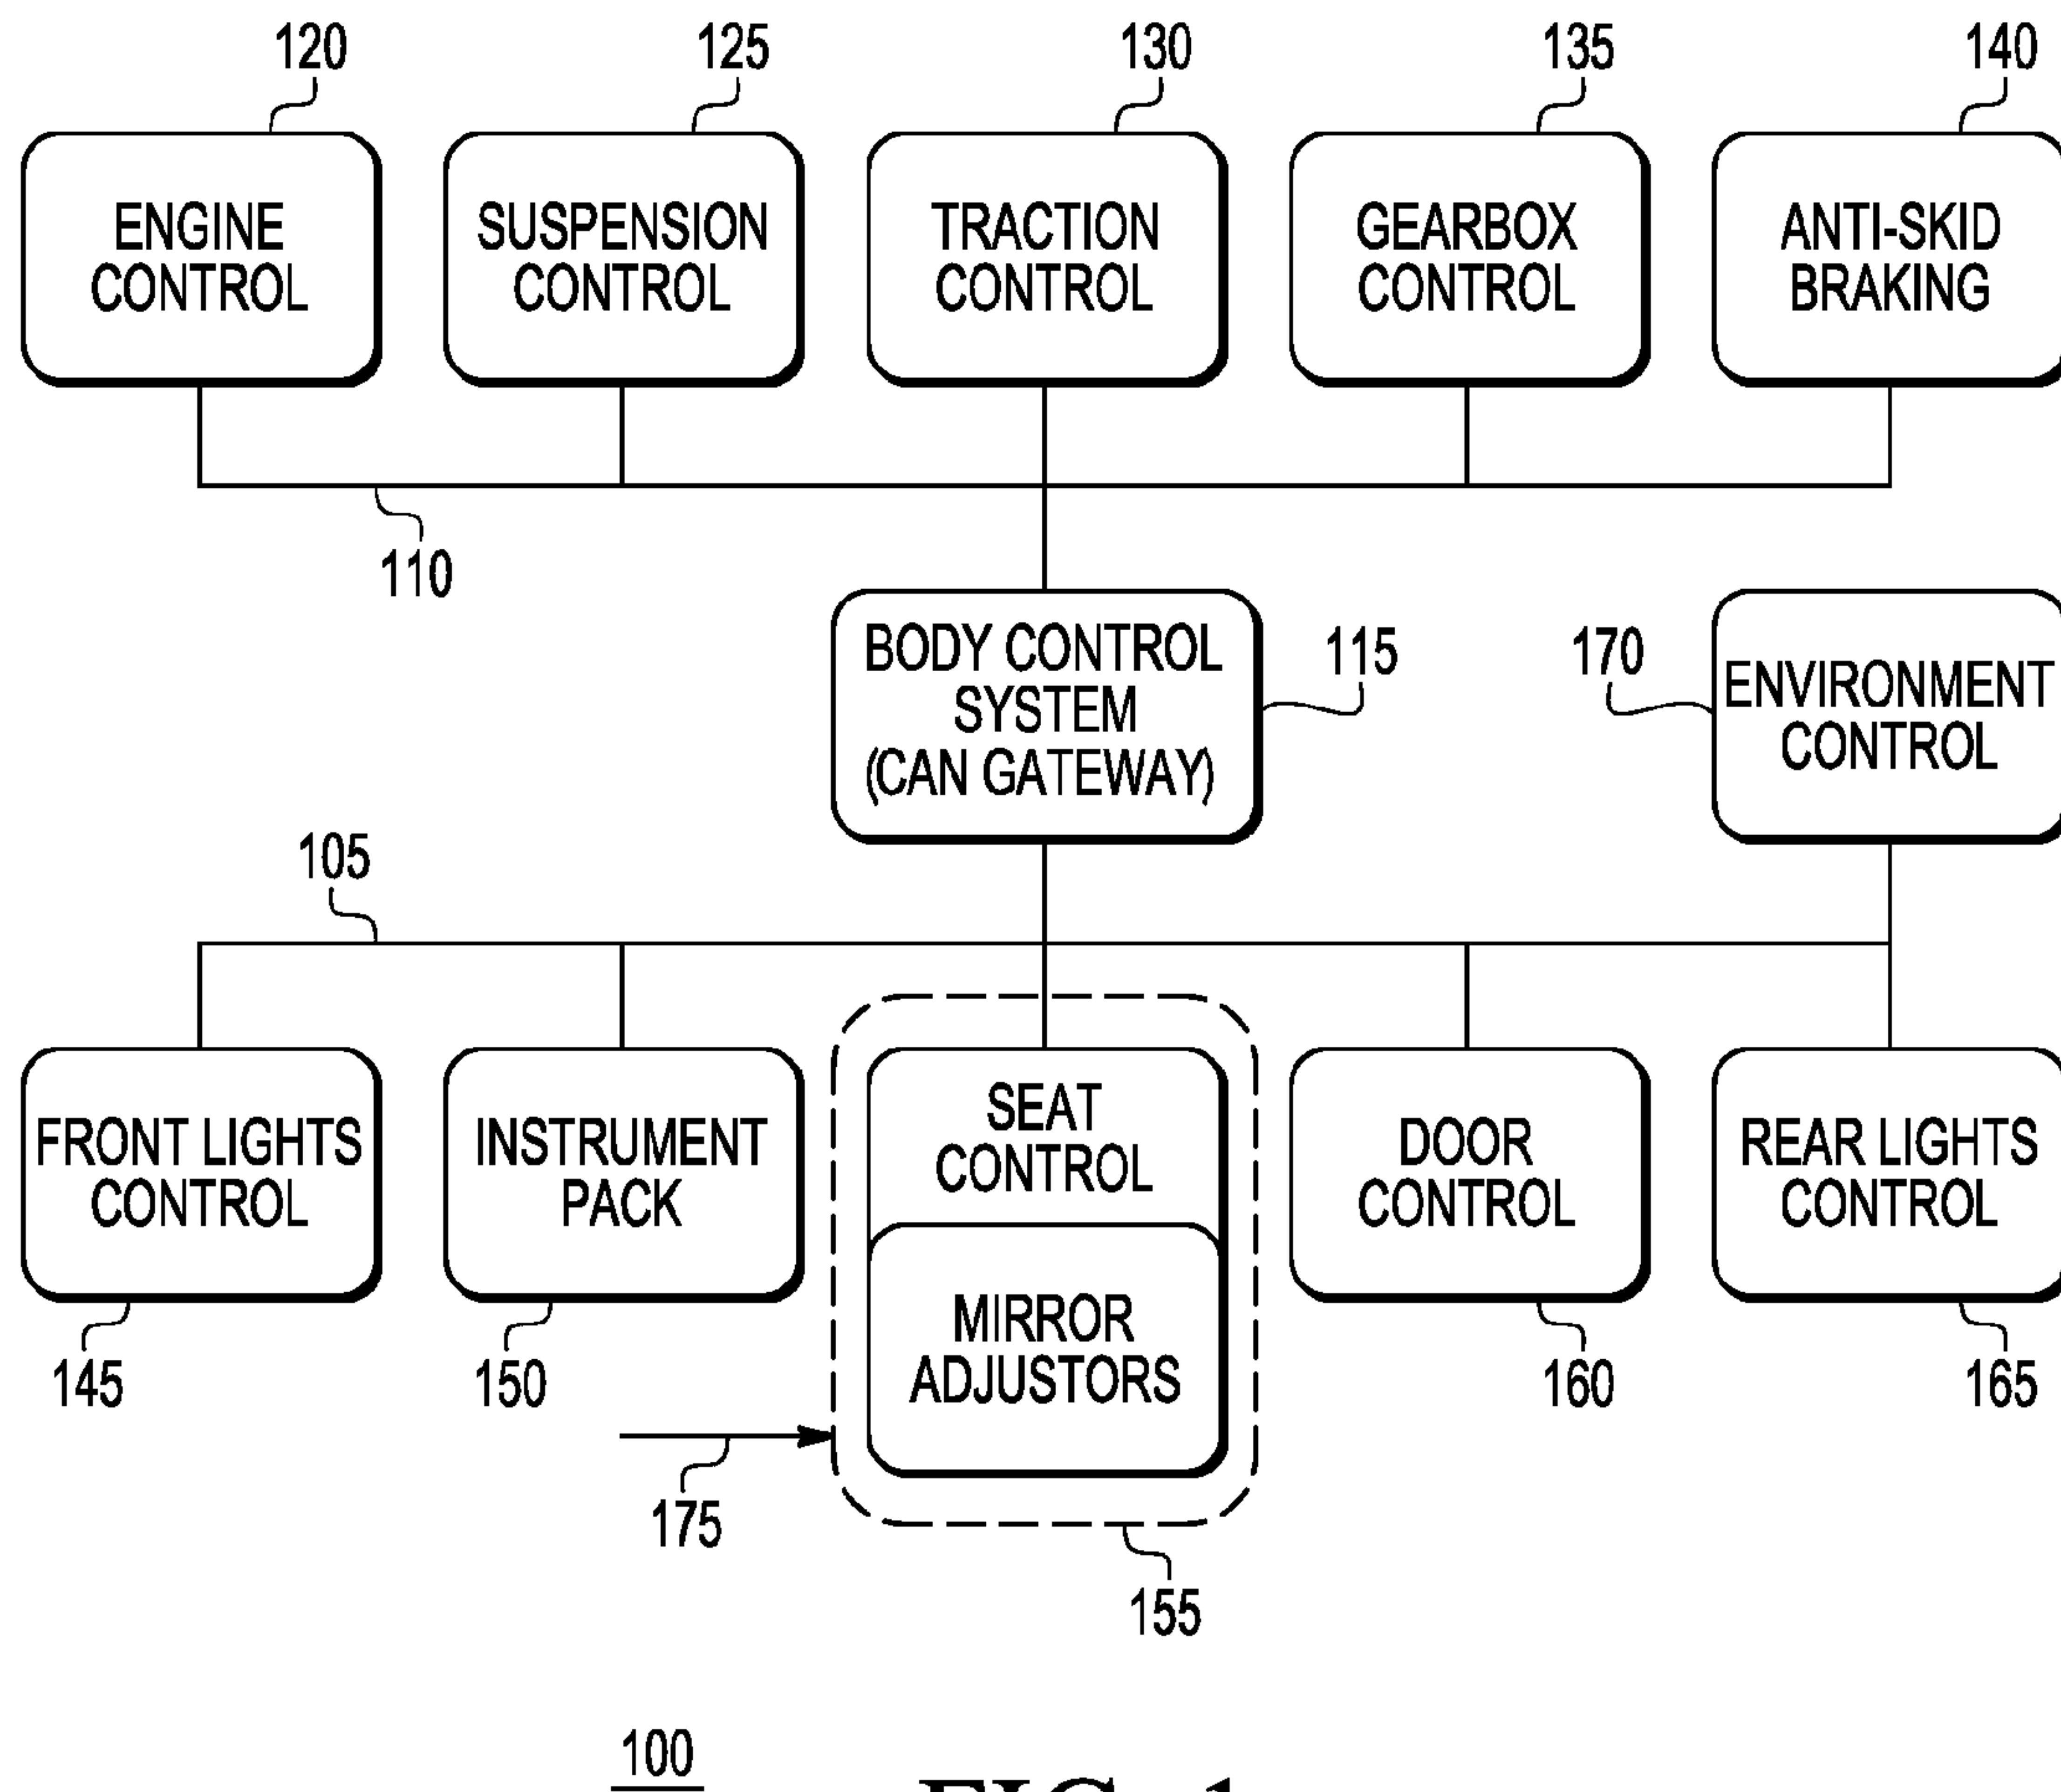 120
125
130
135
140
ENGINE
CONTROL
SUSPENSION
CONTROL
TRACTION
CONTROL
GEARBOX
CONTROL
ANTI-SKID
BRAKING
110
BODY CONTROL
SYSTEM
(CAN GATEWAY)
115
170
ENVIRONMENT
CONTROL
105
FRONT LIGHTS
CONTROL
INSTRUMENT
PACK
SEAT
CONTROL
MIRROR
ADJUSTORS
DOOR
CONTROL
REAR LIGHTS
CONTROL
145
150
160
165
175
155
100